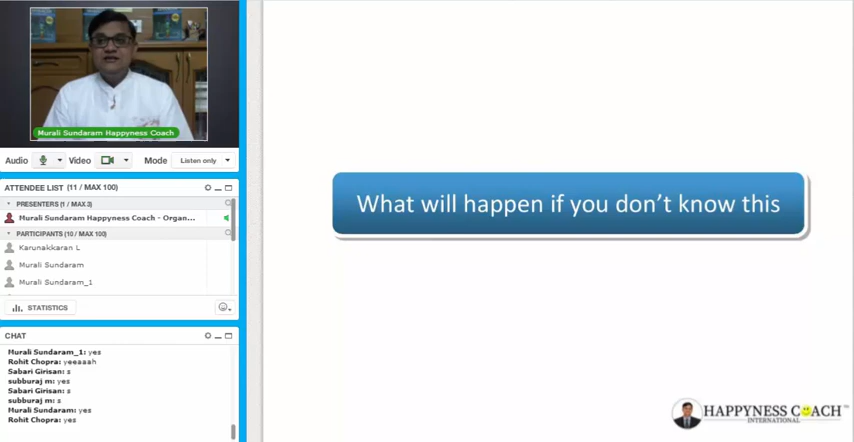 Murali Sundaram Happyness Coach
Audio Video Mode Listen only
ATTENDEE LIST (11 / MAX 100)
PRESENTERS (1 / MAX 3)
Murali Sundaram Happyness Coach - Organ...
PARTICIPANTS (10 / MAX 100)
Karunakkaran L
Murali Sundaram
Murali Sundaram_1
STATISTICS
CHAT
Murali Sundaram_1: yes
Rohit Chopra: yeeaaah
Sabari Girisan: s
subburaj m: yes
Sabari Girisan: s
subburaj m: s
Murali Sundaram: yes
Rohit Chopra: yes
What will happen if you don’t know this
HAPPYNESS COACH
INTERNATIONAL